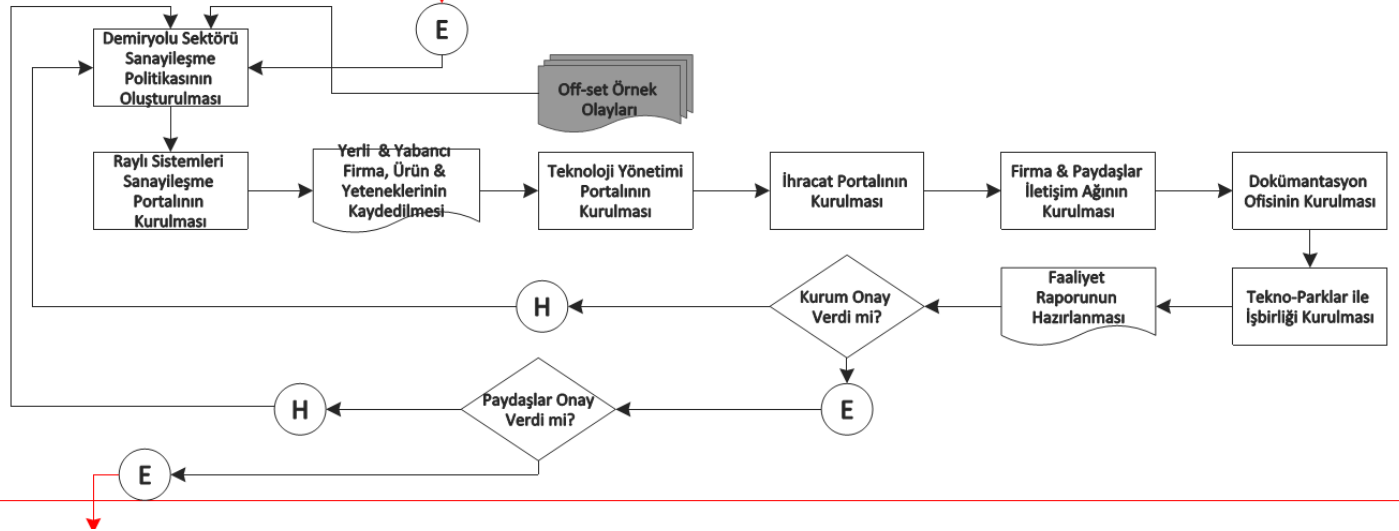 E
Demiryolu Sektörü
Sanayileşme
Politikasının
Oluşturulması
Off-set Örnek
Olayları
Raylı Sistemleri
Sanayileşme
Portalının
Kurulması
Yerli & Yabancı
Firma, Ürün &
Yeteneklerinin
Kaydedilmesi
Teknoloji Yönetimi
Portalının
Kurulması
İhracat Portalının
Kurulması
Firma & Paydaşlar
İletişim Ağının
Kurulması
Dokümantasyon
Ofisinin Kurulması
Tekno-Parklar ile
İşbirliği Kurulması
Faaliyet
Raporunun
Hazırlanması
Kurum Onay
Verdi mi?
H
E
Paydaşlar Onay
Verdi mi?
H
E